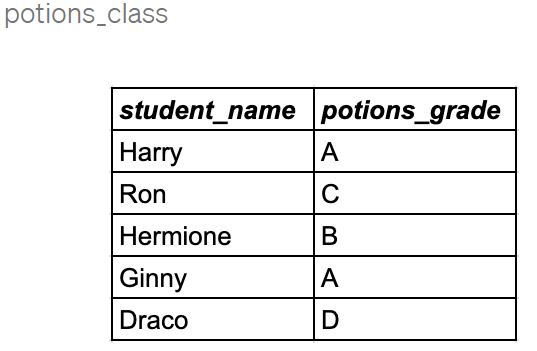 potions_class
student_name potions_grade
Harry A
Ron C
Hermione B
Ginny A
Draco D